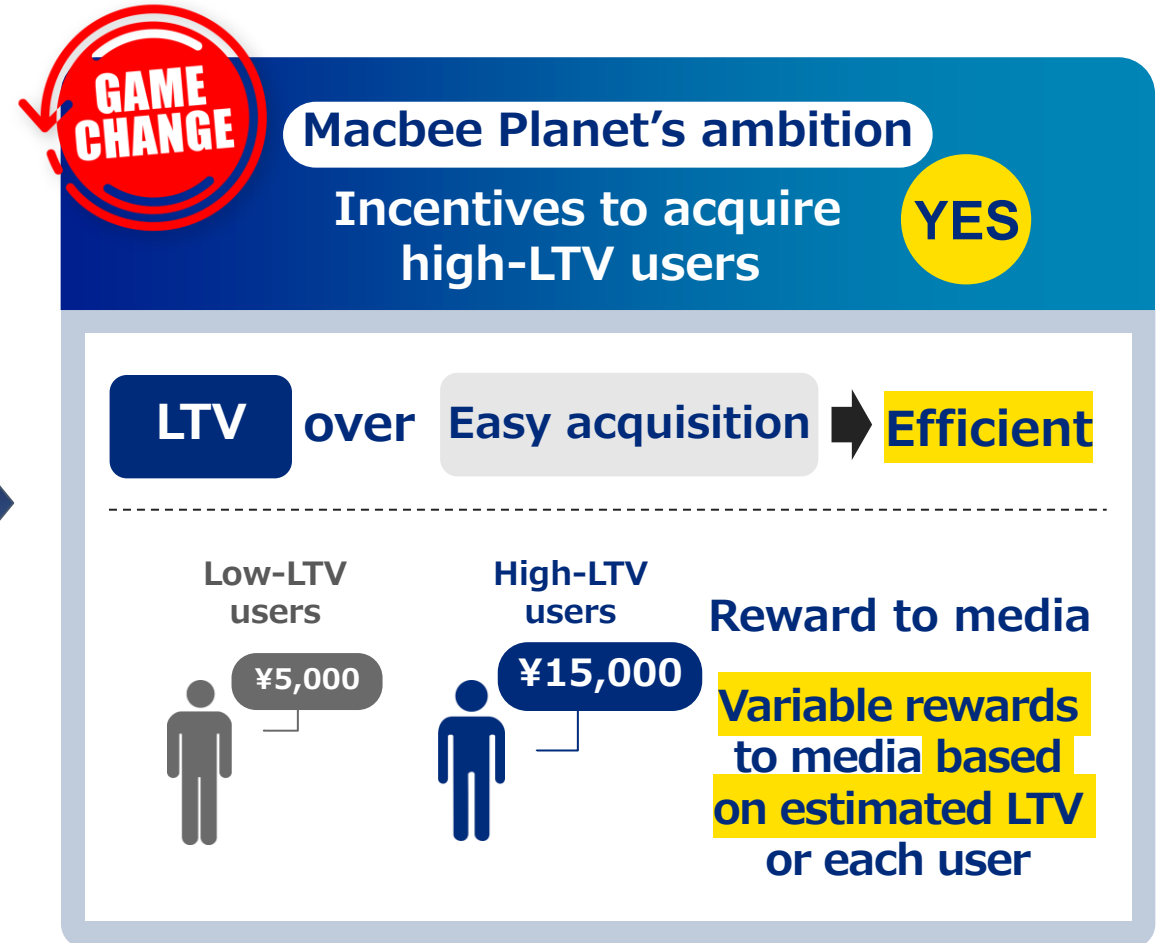 GAME
CHANGE
Macbee Planet’s ambition
Incentives to acquire
high-LTV users
YES
LTV over Easy acquisition Efficient
Low-LTV
users
¥5,000
High-LTV
users
¥15,000
Reward to media
Variable rewards
to media based
on estimated LTV
or each user